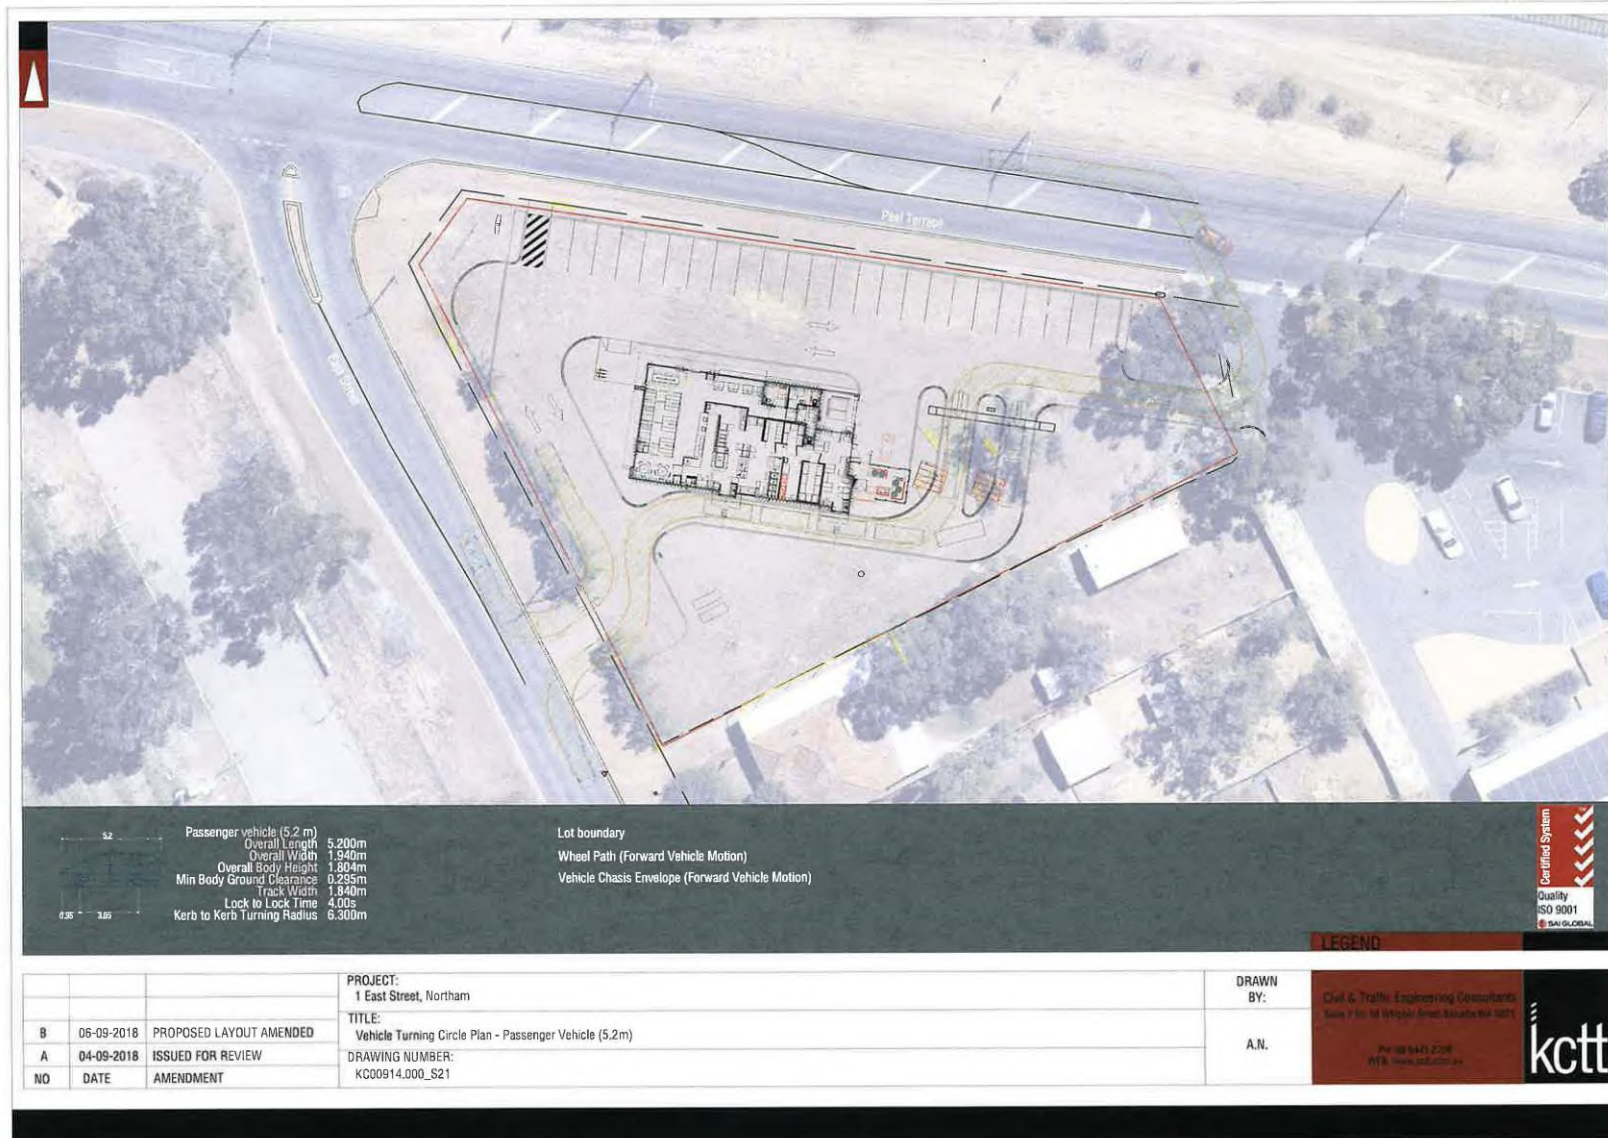 Peel Terrace
East Street
5.2
0.95 3.05
Passenger vehicle (5.2 m)
Overall Length 5.200m
Overall Width 1.940m
Overall Body Height 1.804m
Min Body Ground Clearance 0.295m
Track Width 1.840m
Lock to Lock Time 4.00s
Kerb to Kerb Turning Radius 6.300m
Lot boundary
Wheel Path (Forward Vehicle Motion)
Vehicle Chasis Envelope (Forward Vehicle Motion)
Certified System
Quality
ISO 9001
SAI GLOBAL
LEGEND
PROJECT:
1 East Street, Northam
TITLE:
Vehicle Turning Circle Plan - Passenger Vehicle (5.2m)
DRAWING NUMBER:
KC00914.000_S21
B 06-09-2018 PROPOSED LAYOUT AMENDED
A 04-09-2018 ISSUED FOR REVIEW
NO DATE AMENDMENT
DRAWN
BY:
A.N.
Civil & Traffic Engineering Consultants
kctt